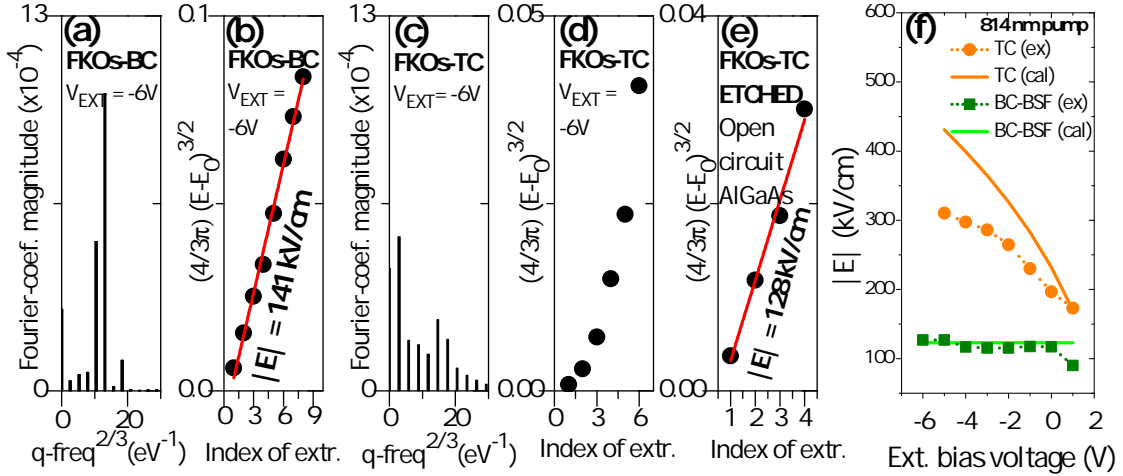 (a)
FKOs-BC
V_EXT = -6V
13
0
Fourier-coef. magnitude (x10^-4)
0 20
q-freq^2/3 (eV^-1)
(b)
FKOs-BC
V_EXT =
-6V
0.1
0.0
(4/3π) (E-E_0)^3/2
|E| = 141 kV/cm
3 6 9
Index of extr.
(c)
FKOs-TC
V_EXT = -6V
13
0
Fourier-coef. magnitude (x10^-4)
0 20
q-freq^2/3 (eV^-1)
(d)
FKOs-TC
V_EXT =
-6V
0.05
0.00
(4/3π) (E-E_0)^3/2
0 3 6
Index of extr.
(e)
FKOs-TC
ETCHED
Open
circuit
AlGaAs
0.04
0.00
(4/3π) (E-E_0)^3/2
|E| = 128 kV/cm
1 2 3 4
Index of extr.
(f)
814 nm pump
TC (ex)
TC (cal)
BC-BSF (ex)
BC-BSF (cal)
600
500
400
300
200
100
|E| (kV/cm)
-6 -4 -2 0 2
Ext. bias voltage (V)